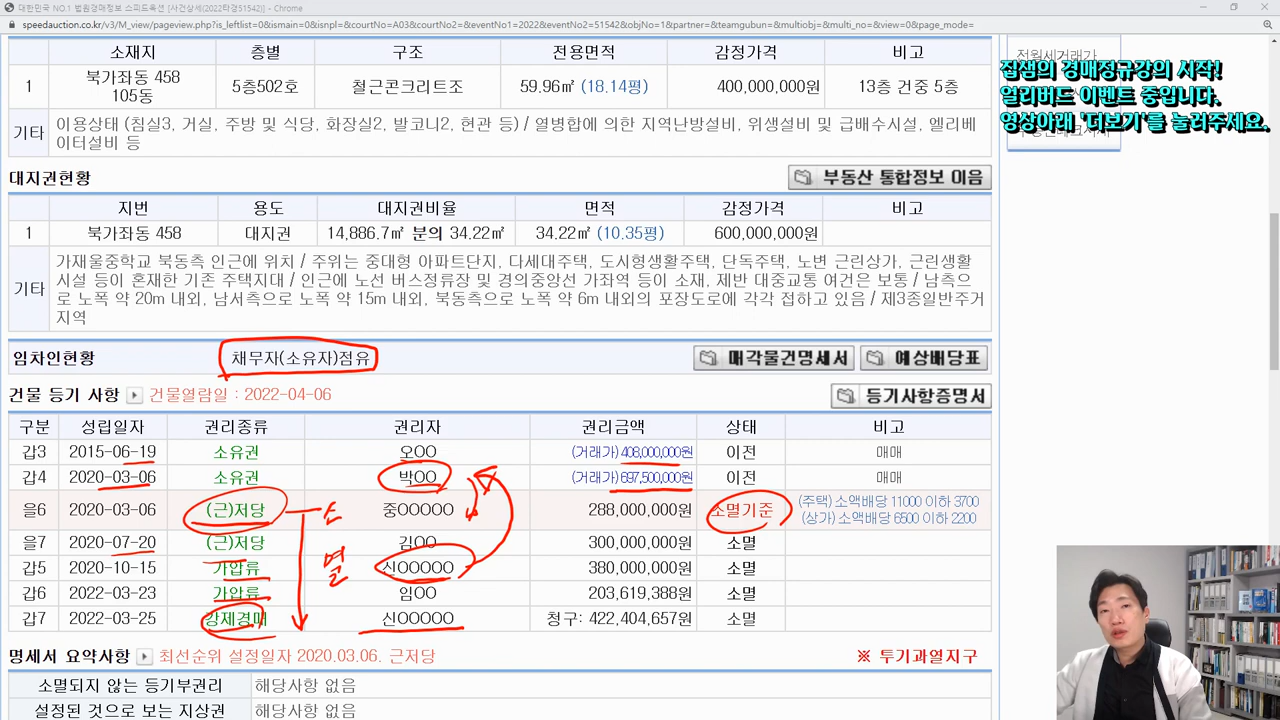 대한민국 NO.1 법원경매정보 스피드옥션 [사건상세(2022타경51542)] - Chrome
speedauction.co.kr/v3/M_view/pageview.php?is_leftlist=0&ismain=0&isnpl=&courtNo=A03&courtNo2=&eventNo1=2022&eventNo2=51542&objNo=1&partner=&teamgubun=&multiobj=&multi_no=&view=0&page_mode=
소재지 층별 구조 전용면적 감정가격 비고
1 북가좌동 458 105동 5층502호 철근콘크리트조 59.96㎡ (18.14평) 400,000,000원 13층 건중 5층
기타 이용상태 (침실3, 거실, 주방 및 식당, 화장실2, 발코니2, 현관 등) / 열병합에 의한 지역난방설비, 위생설비 및 급배수시설, 엘리베
이터설비 등
전월세거래가
집샘의 경매정규강의 시작!
얼리버드 이벤트 중입니다.
영상아래 '더보기'를 눌러주세요.
대지권현황 부동산 통합정보 이음
지번 용도 대지권비율 면적 감정가격 비고
1 북가좌동 458 대지권 14,886.7㎡ 분의 34.22㎡ 34.22㎡ (10.35평) 600,000,000원
기타 가재울중학교 북동측 인근에 위치 / 주위는 중대형 아파트단지, 다세대주택, 도시형생활주택, 단독주택, 노변 근린상가, 근린생활
시설 등이 혼재한 기존 주택지대 / 인근에 노선 버스정류장 및 경의중앙선 가좌역 등이 소재, 제반 대중교통 여건은 보통 / 남측으
로 노폭 약 20m 내외, 남서측으로 노폭 약 15m 내외, 북동측으로 노폭 약 6m 내외의 포장도로에 각각 접하고 있음 / 제3종일반주거
지역
임차인현황 채무자(소유자)점유 매각물건명세서 예상배당표
건물 등기 사항 건물열람일 : 2022-04-06 등기사항증명서
구분 성립일자 권리종류 권리자 권리금액 상태 비고
갑3 2015-06-19 소유권 오OO (거래가) 408,000,000원 이전 매매
갑4 2020-03-06 소유권 박OO (거래가) 697,500,000원 이전 매매
을6 2020-03-06 (근)저당 중OOOOO 288,000,000원 소멸기준 (주택) 소액배당 11000 이하 3700
(상가) 소액배당 6500 이하 2200
을7 2020-07-20 (근)저당 김OO 300,000,000원 소멸
갑5 2020-10-15 가압류 신OOOOO 380,000,000원 소멸
갑6 2022-03-23 가압류 임OO 203,619,388원 소멸
갑7 2022-03-25 강제경매 신OOOOO 청구: 422,404,657원 소멸
명세서 요약사항 최선순위 설정일자 2020.03.06. 근저당 ※ 투기과열지구
소멸되지 않는 등기부권리 해당사항 없음
설정된 것으로 보는 지상권 해당사항 없음